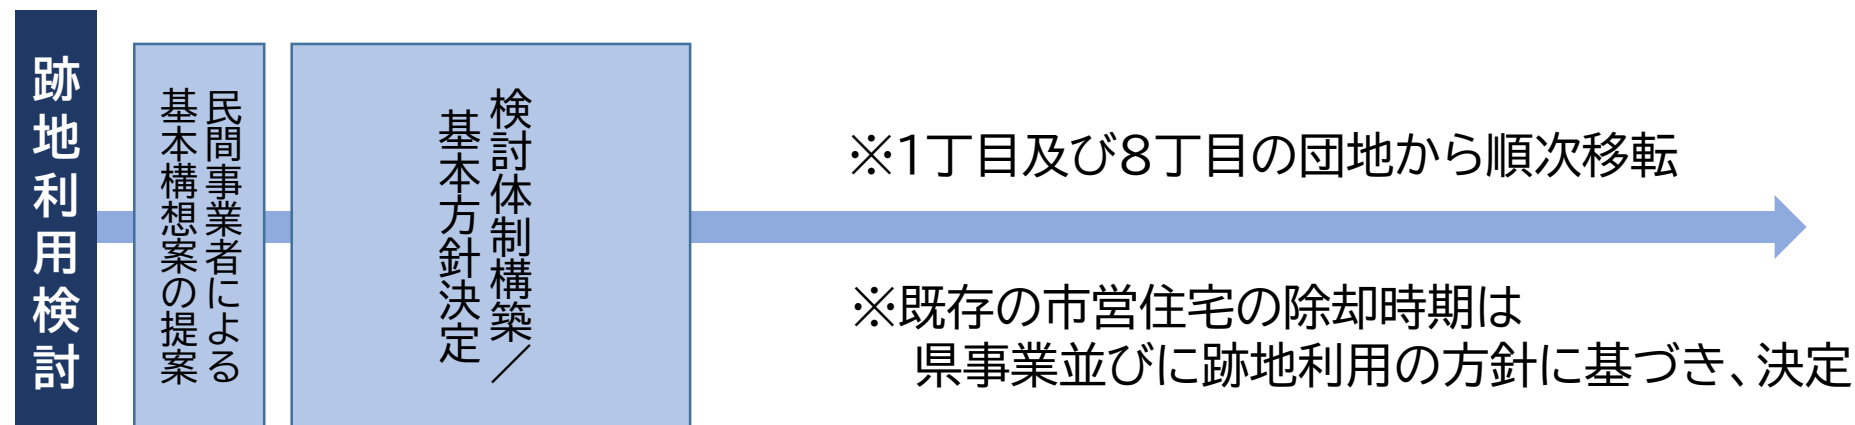 跡地利用検討
民間事業者による
基本構想案の提案
検討体制構築／
基本方針決定
※1丁目及び8丁目の団地から順次移転
※既存の市営住宅の除却時期は
県事業並びに跡地利用の方針に基づき、決定